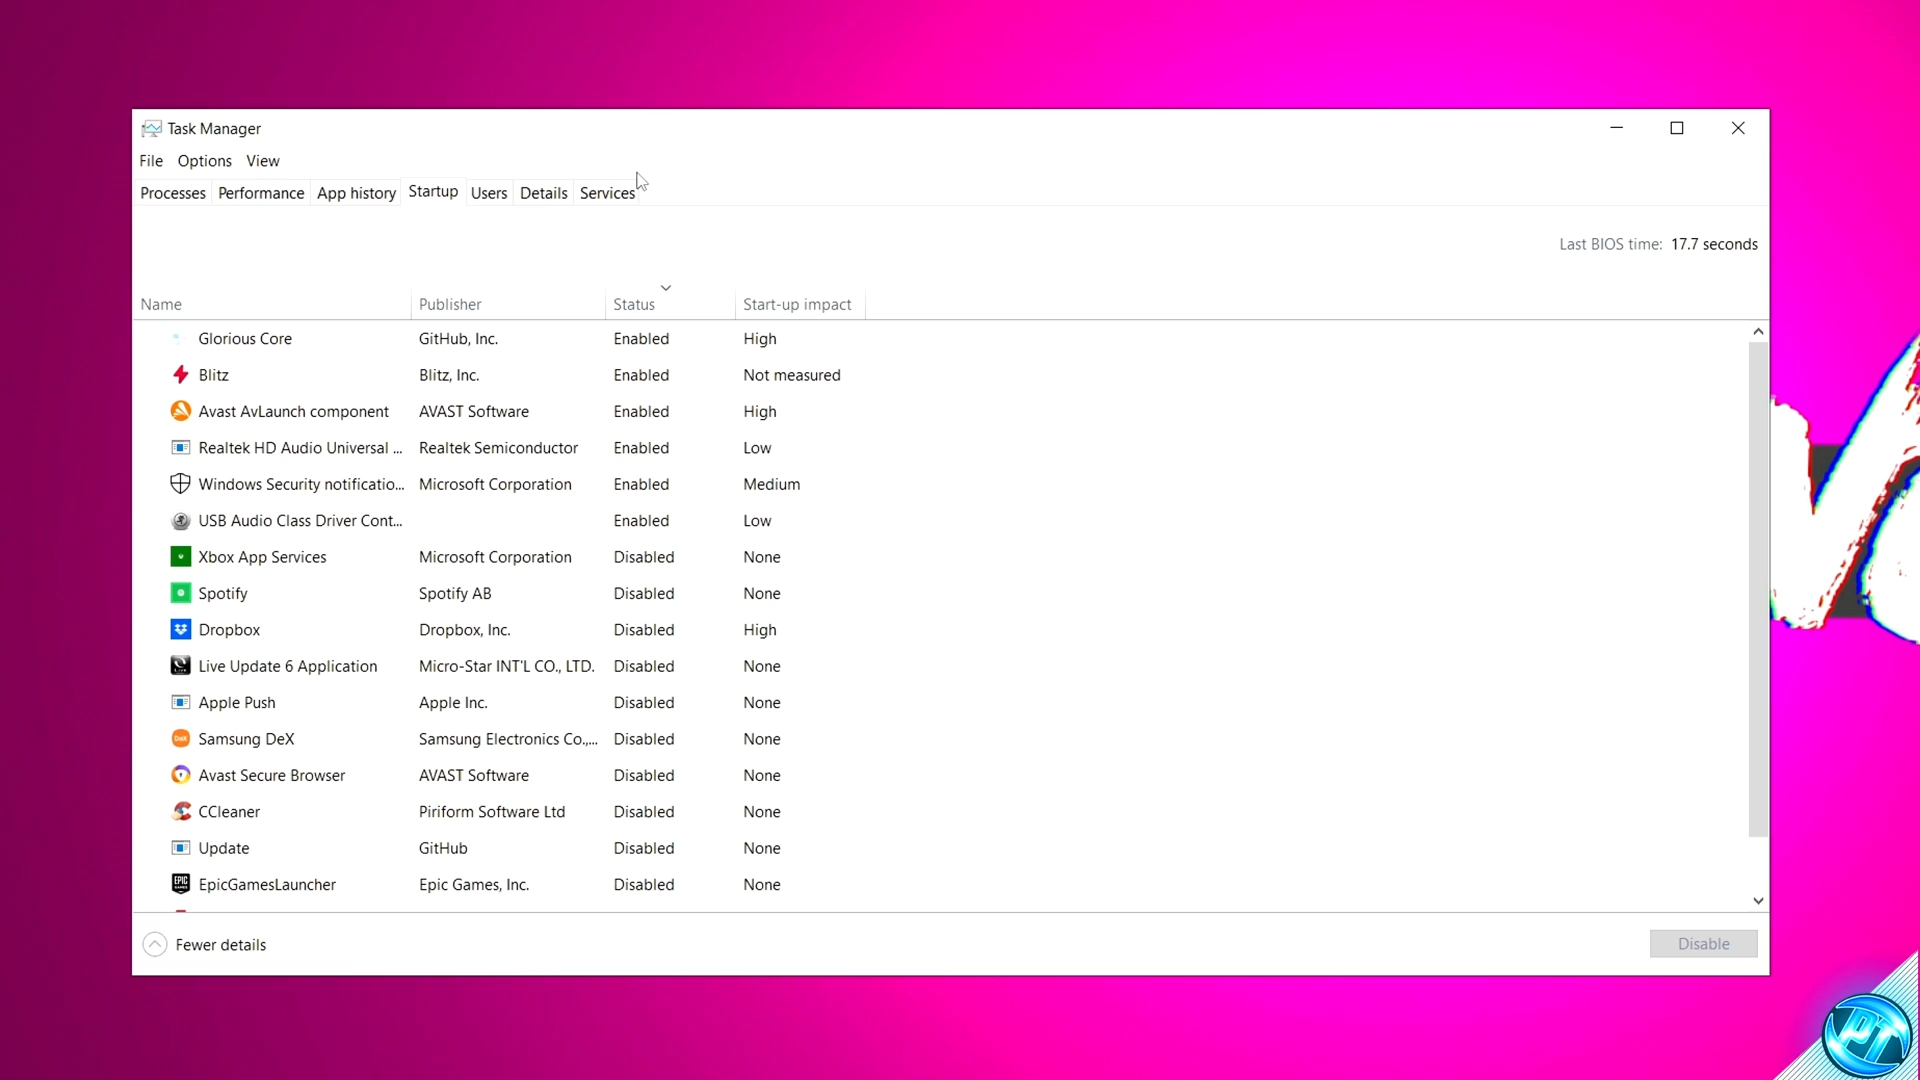 Task Manager
File Options View
Processes Performance App history Startup Users Details Services
Last BIOS time: 17.7 seconds
Name Publisher Status Start-up impact
Glorious Core GitHub, Inc. Enabled High
Blitz Blitz, Inc. Enabled Not measured
Avast AvLaunch component AVAST Software Enabled High
Realtek HD Audio Universal ... Realtek Semiconductor Enabled Low
Windows Security notificatio... Microsoft Corporation Enabled Medium
USB Audio Class Driver Cont... Enabled Low
Xbox App Services Microsoft Corporation Disabled None
Spotify Spotify AB Disabled None
Dropbox Dropbox, Inc. Disabled High
Live Update 6 Application Micro-Star INT'L CO., LTD. Disabled None
Apple Push Apple Inc. Disabled None
DeX Samsung DeX Samsung Electronics Co.,... Disabled None
Avast Secure Browser AVAST Software Disabled None
CCleaner Piriform Software Ltd Disabled None
Update GitHub Disabled None
EPIC GAMES EpicGamesLauncher Epic Games, Inc. Disabled None
Fewer details Disable
PT